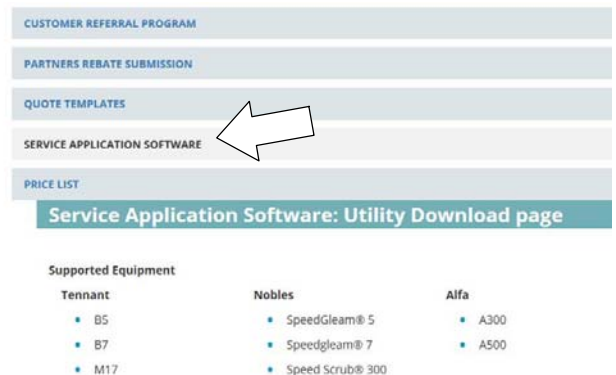 CUSTOMER REFERRAL PROGRAM
PARTNERS REBATE SUBMISSION
QUOTE TEMPLATES
SERVICE APPLICATION SOFTWARE
PRICE LIST
Service Application Software: Utility Download page
Supported Equipment
Tennant Nobles Alfa
• B5 • SpeedGleam® 5 • A300
• B7 • Speedgleam® 7 • A500
• M17 • Speed Scrub® 300